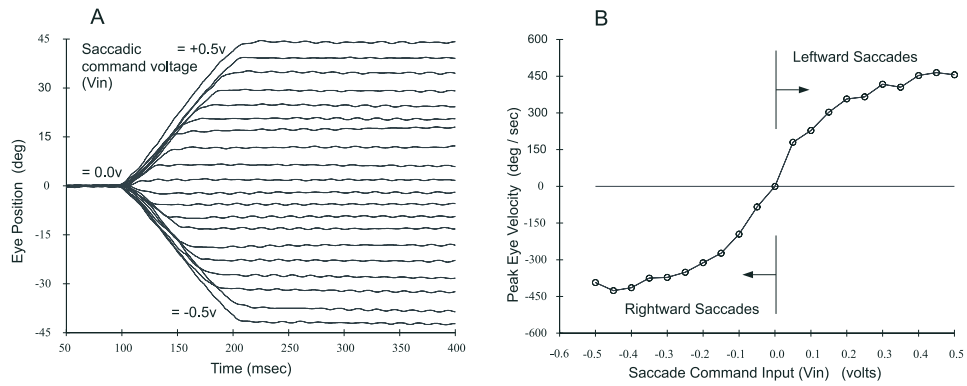 A
Saccadic
command voltage
(Vin)
= +0.5v
= 0.0v
= -0.5v
Eye Position (deg)
45
30
15
0
-15
-30
-45
50 100 150 200 250 300 350 400
Time (msec)
B
Leftward Saccades
Rightward Saccades
Peak Eye Velocity (deg / sec)
600
450
300
150
0
-150
-300
-450
-600
-0.6 -0.5 -0.4 -0.3 -0.2 -0.1 0.0 0.1 0.2 0.3 0.4 0.5
Saccade Command Input (Vin) (volts)